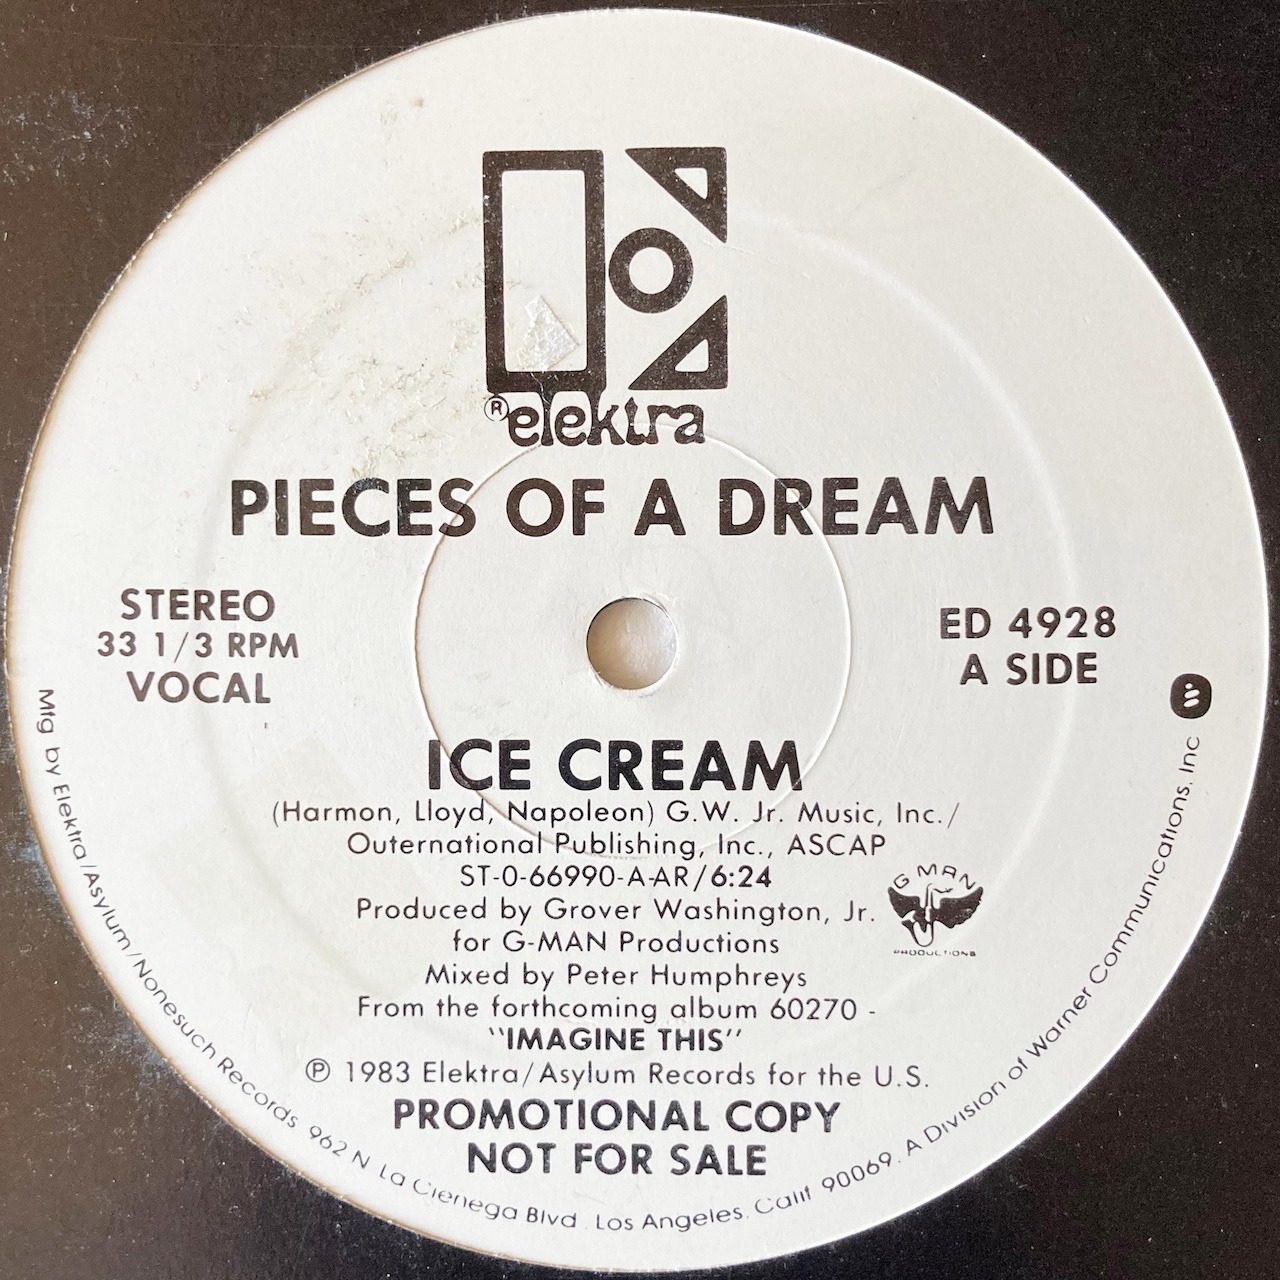 ® elektra
PIECES OF A DREAM
STEREO
33 1/3 RPM
VOCAL
ED 4928
A SIDE
ICE CREAM
(Harmon, Lloyd, Napoleon) G.W. Jr. Music, Inc./
Outernational Publishing, Inc., ASCAP
ST-0-66990-A-AR/6:24
Produced by Grover Washington, Jr.
for G-MAN Productions
G MAN
PRODUCTIONS
Mixed by Peter Humphreys
From the forthcoming album 60270 -
"IMAGINE THIS"
℗ 1983 Elektra/Asylum Records for the U.S.
PROMOTIONAL COPY
NOT FOR SALE
Mfg by Elektra/Asylum/Nonesuch Records 962 N La Cienega Blvd., Los Angeles, Calif 90069. A Division of Warner Communications, Inc